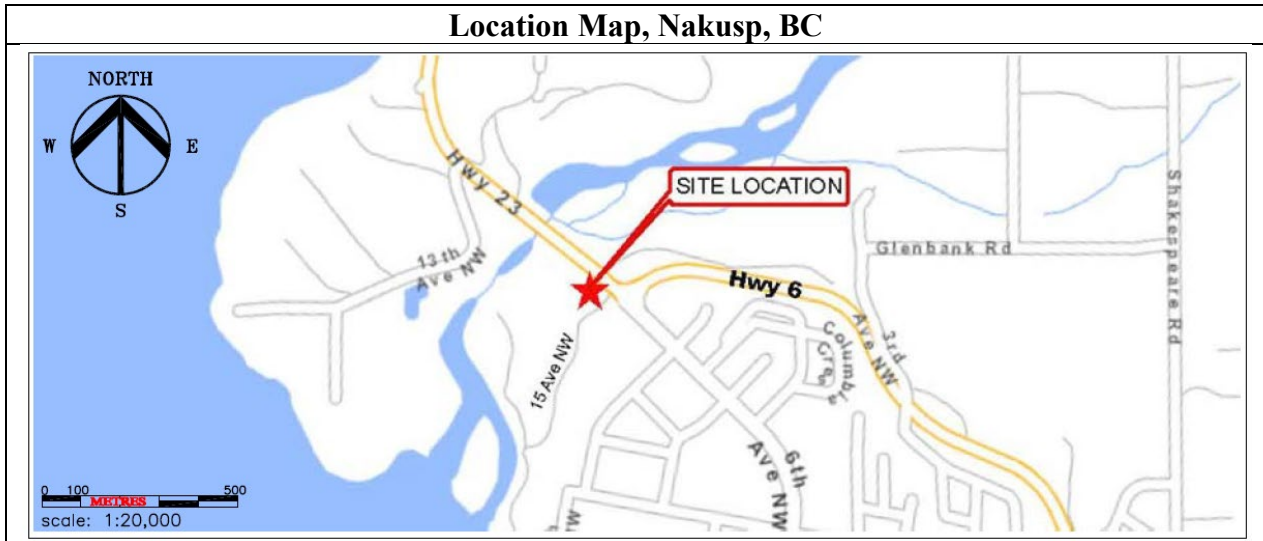 Location Map, Nakusp, BC
NORTH
W
E
S
Hwy 23
SITE LOCATION
13th
Ave NW
Glenbank Rd
Shakespeare Rd
Hwy 6
3rd
Ave NW
Columbia
Cres
15 Ave NW
6th
Ave NW
NW
0 100 500
METRES
scale: 1:20,000